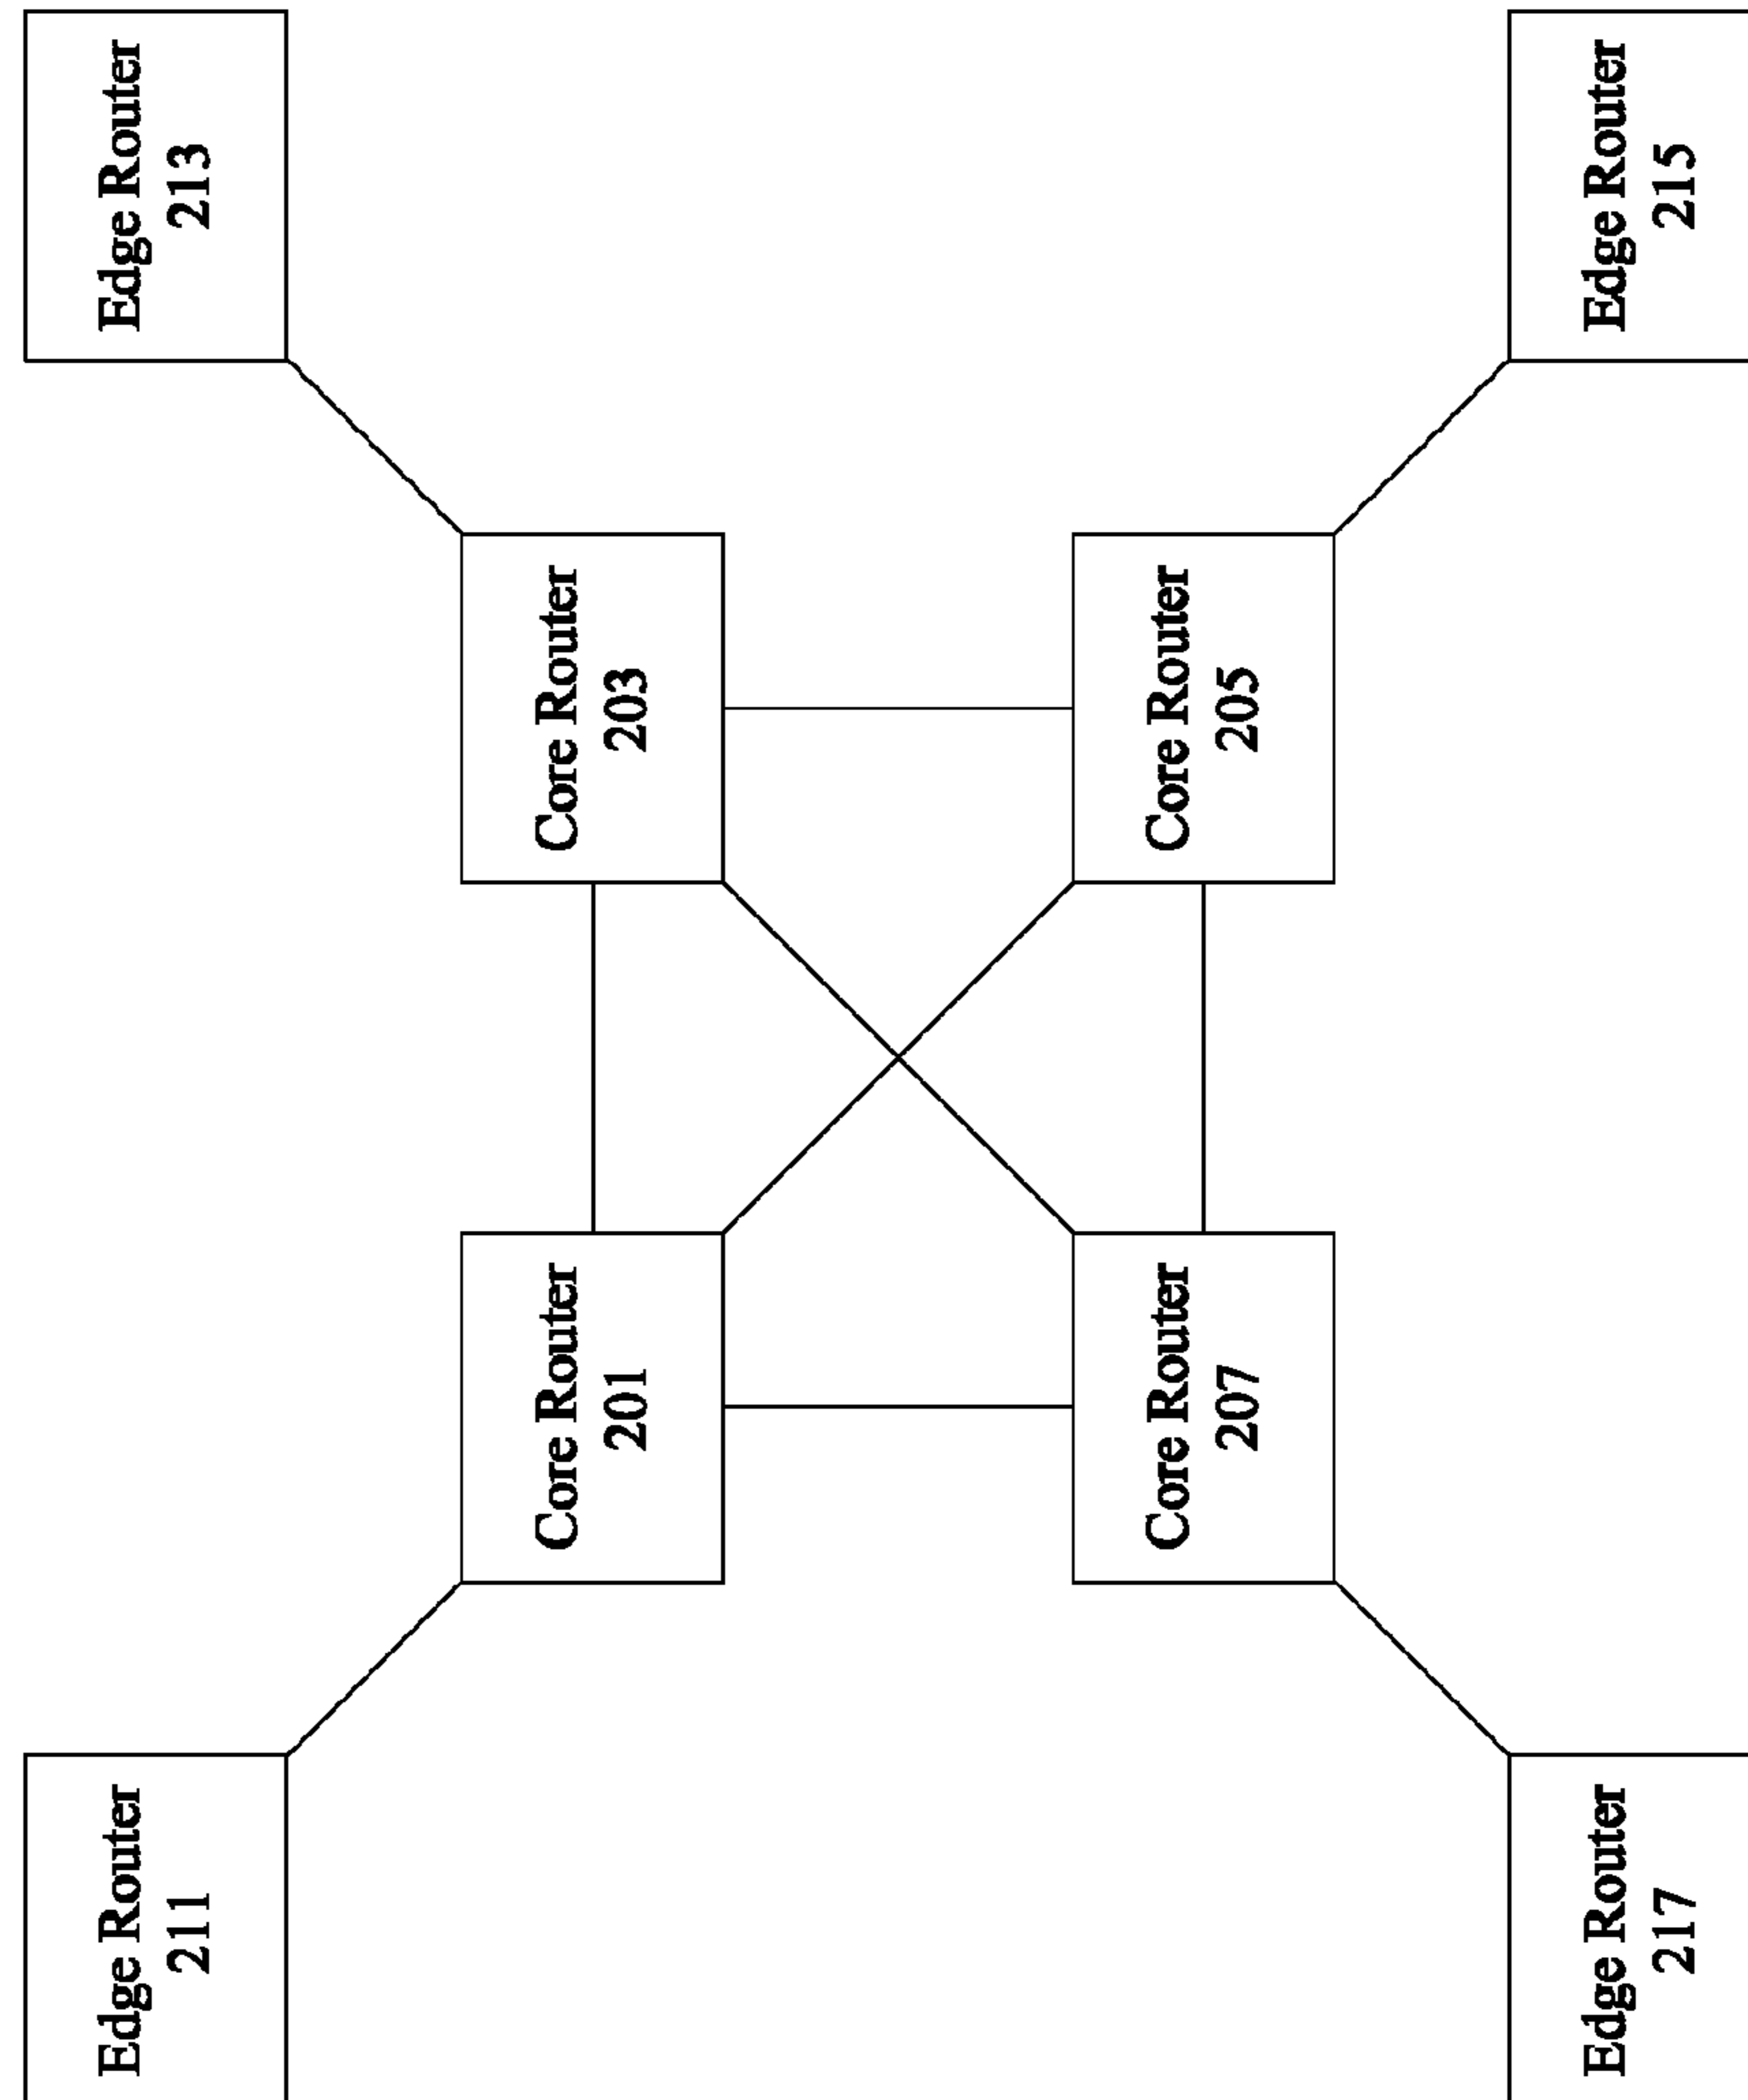 Edge Router
211
Edge Router
213
Core Router
201
Core Router
203
Core Router
207
Core Router
205
Edge Router
217
Edge Router
215